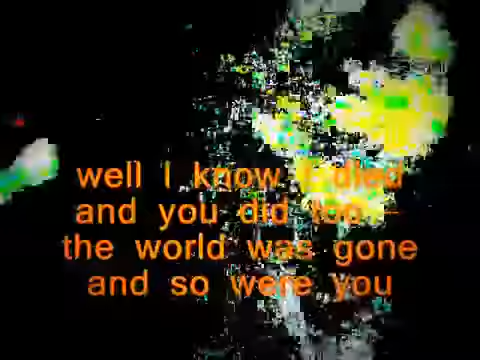 well I know I died
and you did too –
the world was gone
and so were you